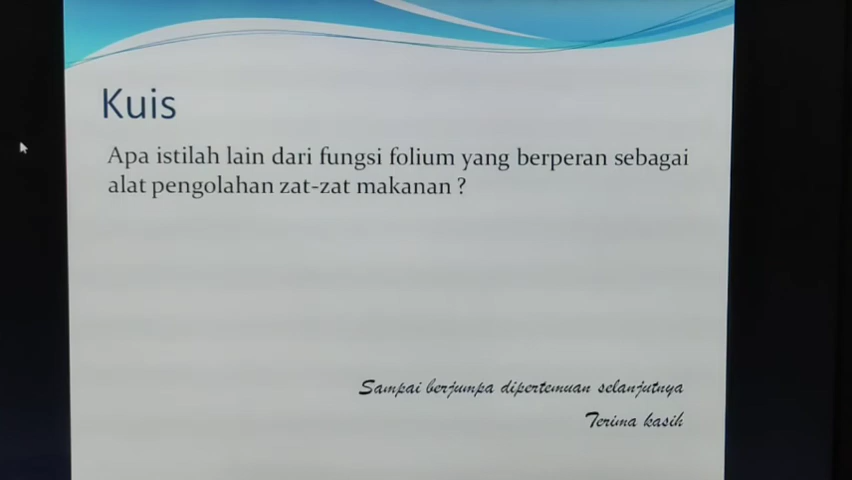 Kuis
Apa istilah lain dari fungsi folium yang berperan sebagai
alat pengolahan zat-zat makanan ?
Sampai berjumpa dipertemuan selanjutnya
Terima kasih